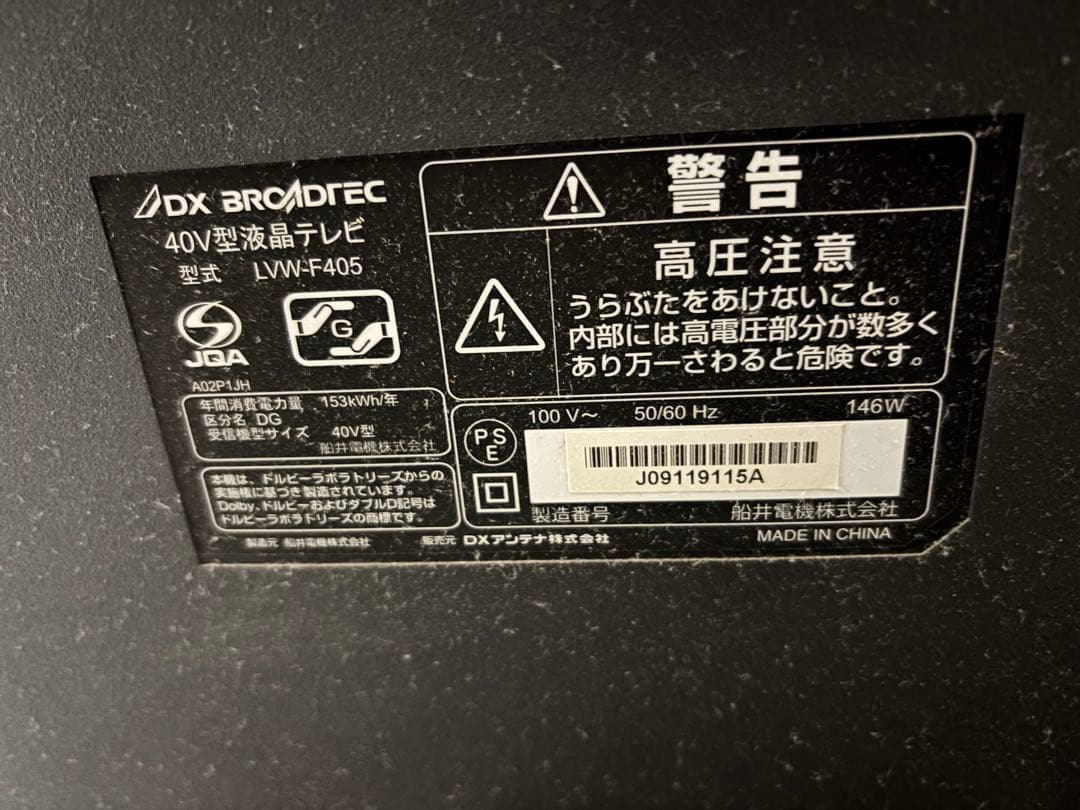 DX BROADTEC
40V型液晶テレビ
型式 LVW-F405
JQA
G
A02P1JH
年間消費電力量 153kWh/年
区分名 DG
受信機型サイズ 40V型
船井電機株式会社
本機は、ドルビーラボラトリーズからの
実施権に基づき製造されています。
Dolby、ドルビーおよびダブルD記号は
ドルビーラボラトリーズの商標です。
製造元 船井電機株式会社 販売元 DXアンテナ株式会社
警告
高圧注意
うらぶたをあけないこと。
内部には高電圧部分が数多く
あり万一さわると危険です。
100 V～ 50/60 Hz 146W
PSE
J09119115A
製造番号 船井電機株式会社
MADE IN CHINA